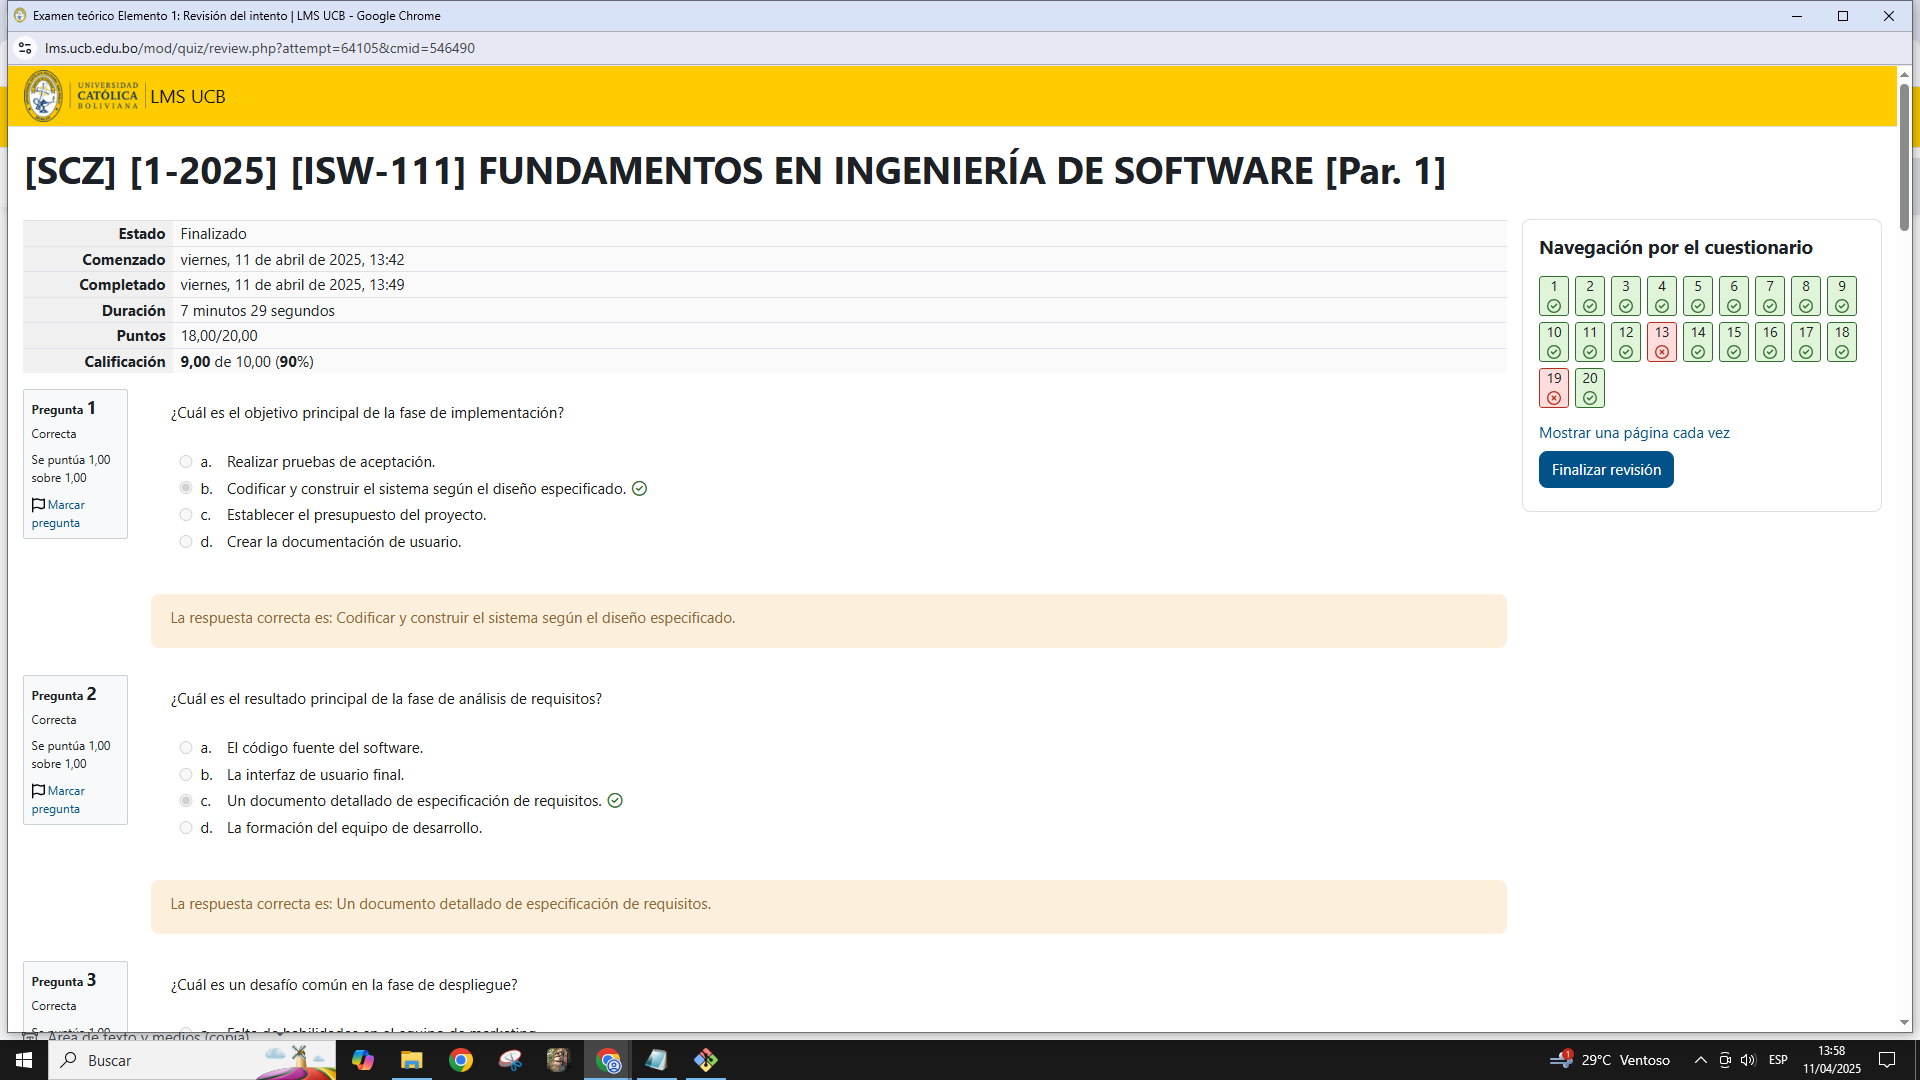 Examen teórico Elemento 1: Revisión del intento | LMS UCB - Google Chrome
lms.ucb.edu.bo/mod/quiz/review.php?attempt=64105&cmid=546490
UNIVERSIDAD
CATÓLICA
BOLIVIANA
LMS UCB
[SCZ] [1-2025] [ISW-111] FUNDAMENTOS EN INGENIERÍA DE SOFTWARE [Par. 1]
Estado Finalizado
Comenzado viernes, 11 de abril de 2025, 13:42
Completado viernes, 11 de abril de 2025, 13:49
Duración 7 minutos 29 segundos
Puntos 18,00/20,00
Calificación 9,00 de 10,00 (90%)
Navegación por el cuestionario
1 2 3 4 5 6 7 8 9
10 11 12 13 14 15 16 17 18
19 20
Mostrar una página cada vez
Finalizar revisión
Pregunta 1
Correcta
Se puntúa 1,00
sobre 1,00
Marcar
pregunta
¿Cuál es el objetivo principal de la fase de implementación?
a. Realizar pruebas de aceptación.
b. Codificar y construir el sistema según el diseño especificado.
c. Establecer el presupuesto del proyecto.
d. Crear la documentación de usuario.
La respuesta correcta es: Codificar y construir el sistema según el diseño especificado.
Pregunta 2
Correcta
Se puntúa 1,00
sobre 1,00
Marcar
pregunta
¿Cuál es el resultado principal de la fase de análisis de requisitos?
a. El código fuente del software.
b. La interfaz de usuario final.
c. Un documento detallado de especificación de requisitos.
d. La formación del equipo de desarrollo.
La respuesta correcta es: Un documento detallado de especificación de requisitos.
Pregunta 3
Correcta
Se puntúa 1,00
¿Cuál es un desafío común en la fase de despliegue?
a. Falta de habilidades en el equipo de marketing.
Área de texto y medios (copia)
Buscar
1
29°C Ventoso
ESP
13:58
11/04/2025